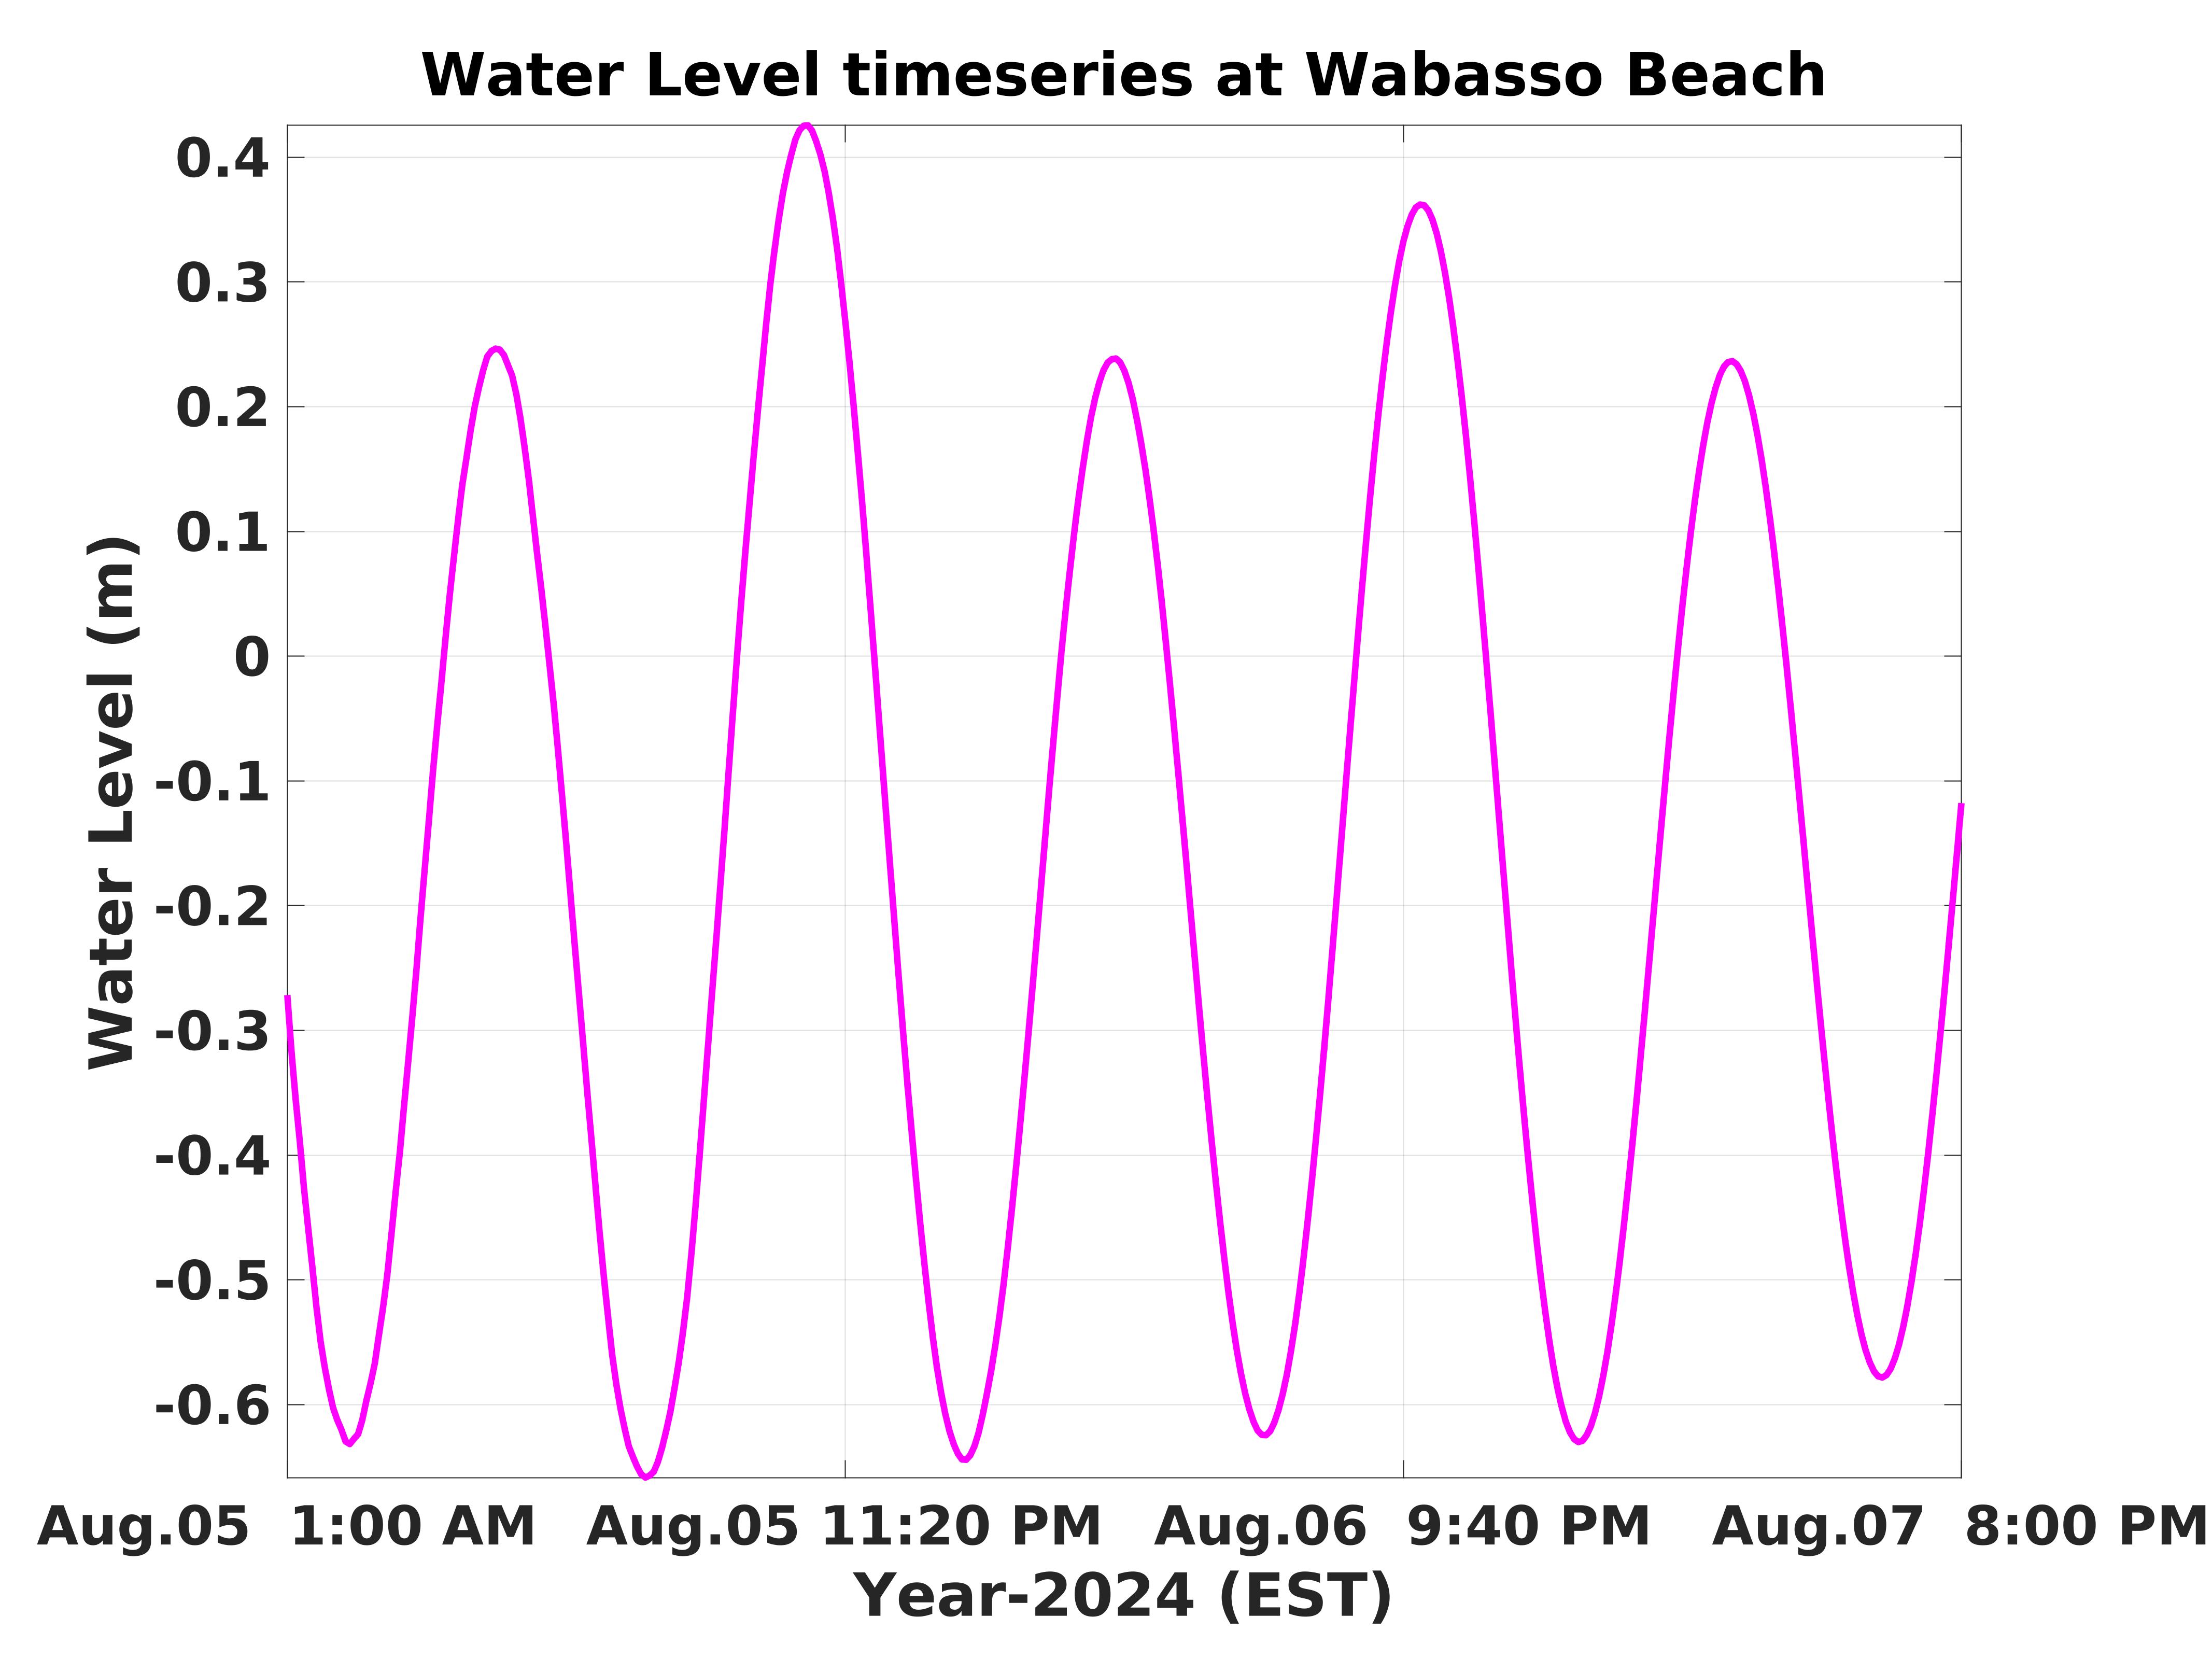 Water Level timeseries at Wabasso Beach
0.4
0.3
0.2
0.1
0
-0.1
-0.2
-0.3
-0.4
-0.5
-0.6
Water Level (m)
Aug.05 1:00 AM Aug.05 11:20 PM Aug.06 9:40 PM Aug.07 8:00 PM
Year-2024 (EST)